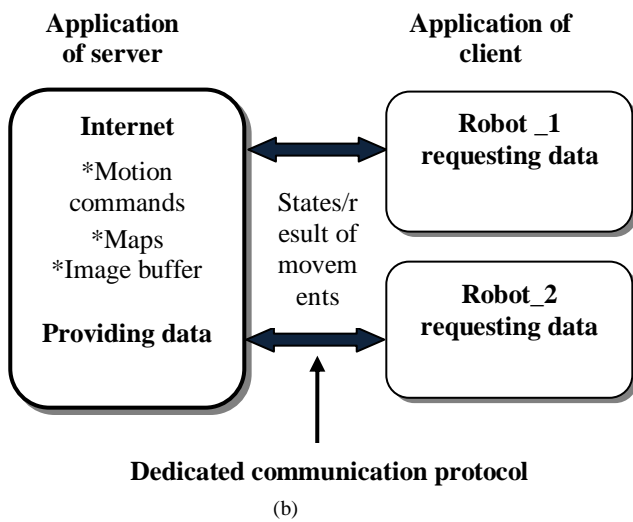 Application
of server
Application of
client
Internet
*Motion
commands
*Maps
*Image buffer
Providing data
States/r
esult of
movem
ents
Robot _1
requesting data
Robot_2
requesting data
Dedicated communication protocol
(b)